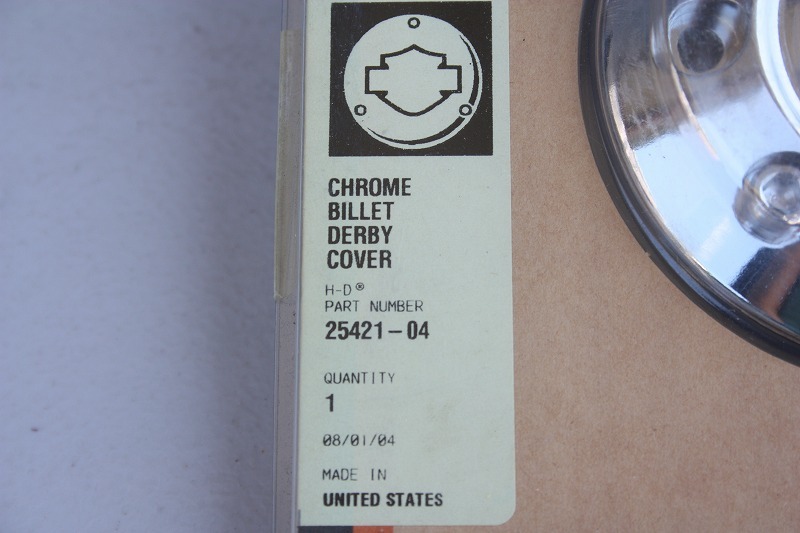 CHROME
BILLET
DERBY
COVER
H-D®
PART NUMBER
25421-04
QUANTITY
1
08/01/04
MADE IN
UNITED STATES